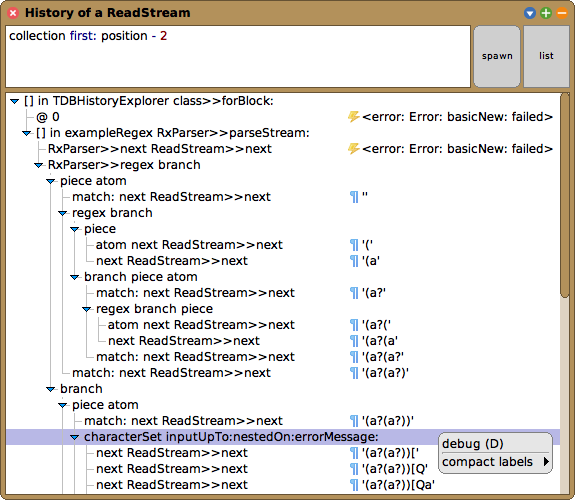 History of a ReadStream
collection first: position - 2
spawn
list
[] in TDBHistoryExplorer class>>forBlock:
@ 0 <error: Error: basicNew: failed>
[] in exampleRegex RxParser>>parseStream:
RxParser>>next ReadStream>>next <error: Error: basicNew: failed>
RxParser>>regex branch
piece atom
match: next ReadStream>>next ¶ ''
regex branch
piece
atom next ReadStream>>next ¶ '('
next ReadStream>>next ¶ '(a'
branch piece atom
match: next ReadStream>>next ¶ '(a?'
regex branch piece
atom next ReadStream>>next ¶ '(a?('
next ReadStream>>next ¶ '(a?(a'
match: next ReadStream>>next ¶ '(a?(a?'
match: next ReadStream>>next ¶ '(a?(a?)'
branch
piece atom
match: next ReadStream>>next ¶ '(a?(a?))'
characterSet inputUpTo:nestedOn:errorMessage:
debug (D)
compact labels
next ReadStream>>next ¶ '(a?(a?))['
next ReadStream>>next ¶ '(a?(a?))[Q'
next ReadStream>>next ¶ '(a?(a?))[Qa'